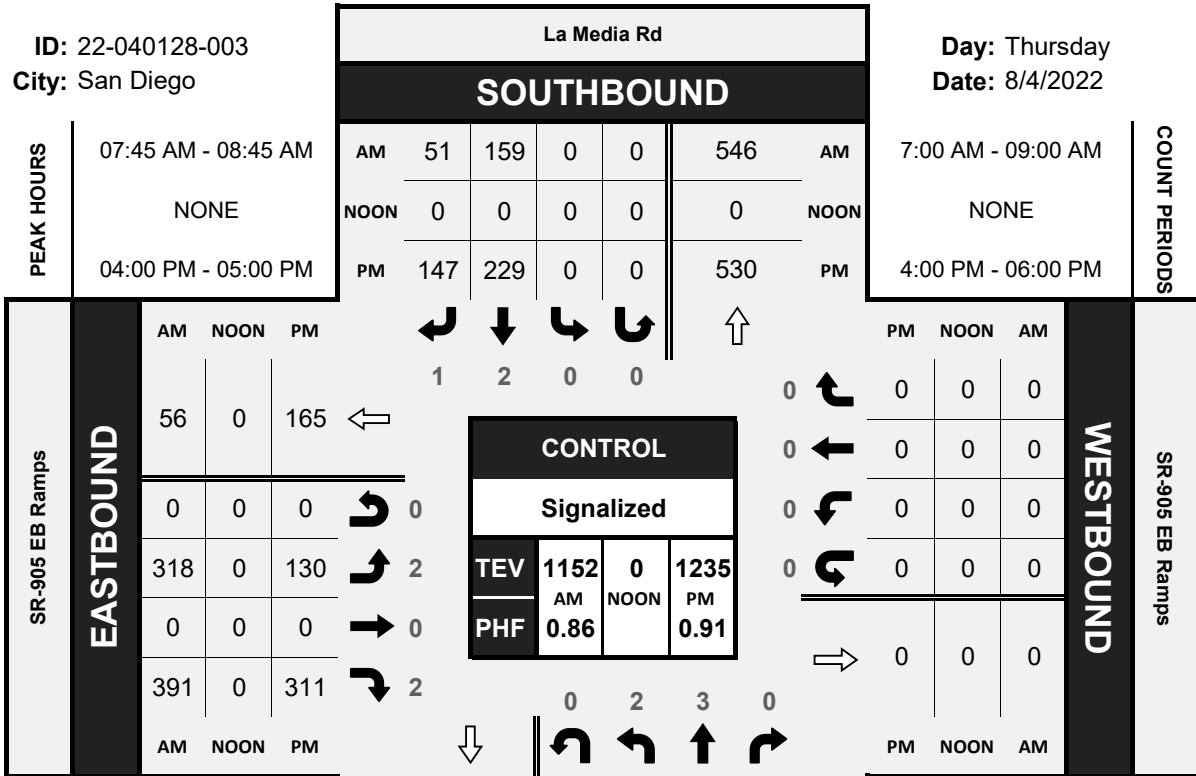 ID: 22-040128-003
City: San Diego
La Media Rd
SOUTHBOUND
Day: Thursday
Date: 8/4/2022
PEAK HOURS
07:45 AM - 08:45 AM
NONE
04:00 PM - 05:00 PM
AM 51 159 0 0 546 AM
NOON 0 0 0 0 0 NOON
PM 147 229 0 0 530 PM
7:00 AM - 09:00 AM
NONE
4:00 PM - 06:00 PM
COUNT PERIODS
1 2 0 0
SR-905 EB Ramps
EASTBOUND
AM NOON PM
56 0 165
0 0 0 0
318 0 130 2
0 0 0 0
391 0 311 2
AM NOON PM
CONTROL
Signalized
TEV 1152 0 1235
AM NOON PM
PHF 0.86 0.91
PM NOON AM
0 0 0 0
0 0 0 0
0 0 0 0
0 0 0 0
0 0 0
PM NOON AM
WESTBOUND
SR-905 EB Ramps
0 2 3 0